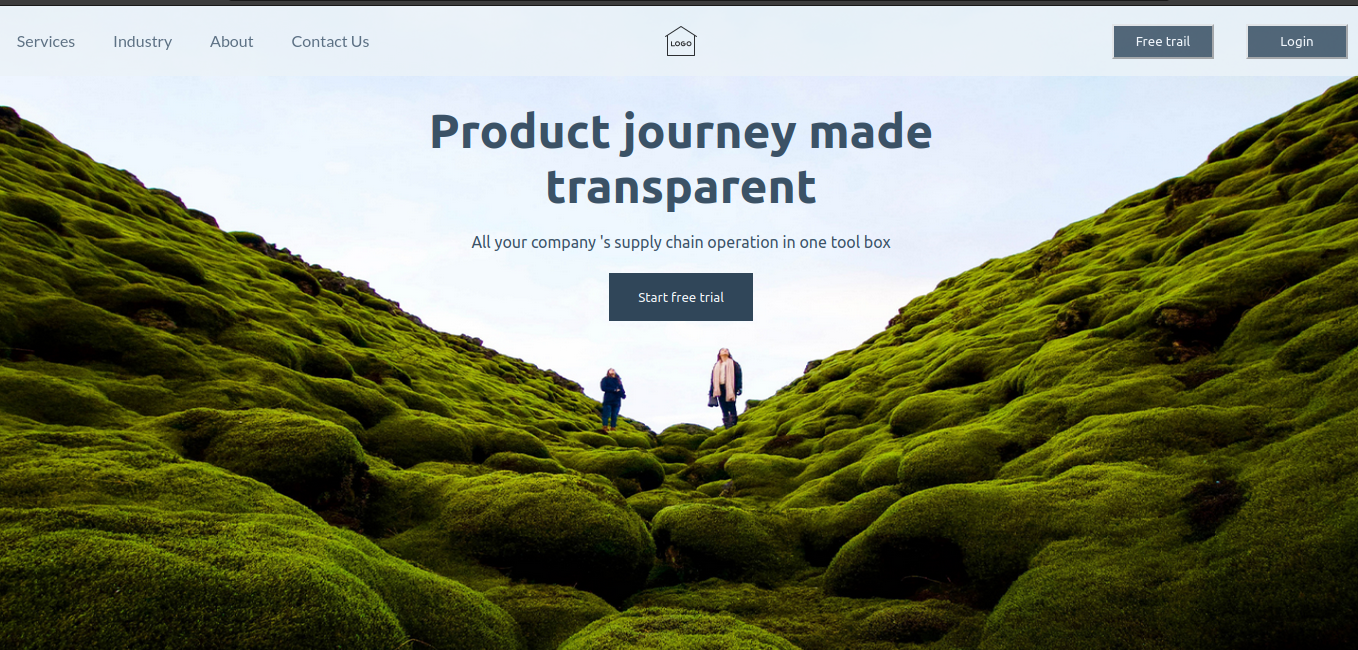 Services Industry About Contact Us LOGO Free trail Login
Product journey made
transparent
All your company 's supply chain operation in one tool box
Start free trial